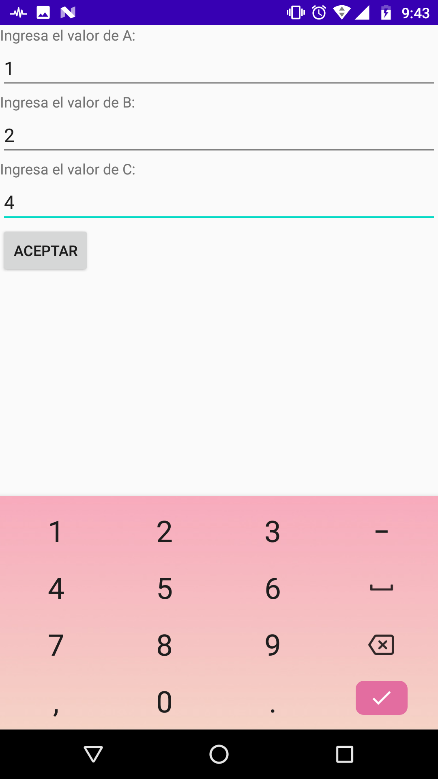 9:43
Ingresa el valor de A:
1
Ingresa el valor de B:
2
Ingresa el valor de C:
4
ACEPTAR
1 2 3 -
4 5 6
7 8 9
, 0 .